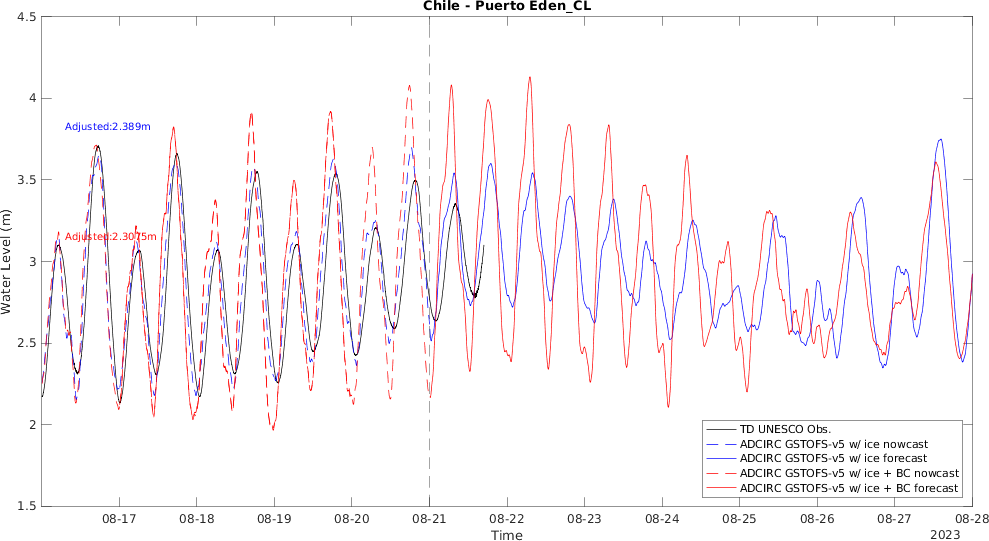 Chile - Puerto Eden_CL
4.5
4
3.5
3
2.5
2
1.5
Water Level (m)
Adjusted:2.389m
Adjusted:2.3075m
TD UNESCO Obs.
ADCIRC GSTOFS-v5 w/ ice nowcast
ADCIRC GSTOFS-v5 w/ ice forecast
ADCIRC GSTOFS-v5 w/ ice + BC nowcast
ADCIRC GSTOFS-v5 w/ ice + BC forecast
08-17 08-18 08-19 08-20 08-21 08-22 08-23 08-24 08-25 08-26 08-27 08-28
Time
2023